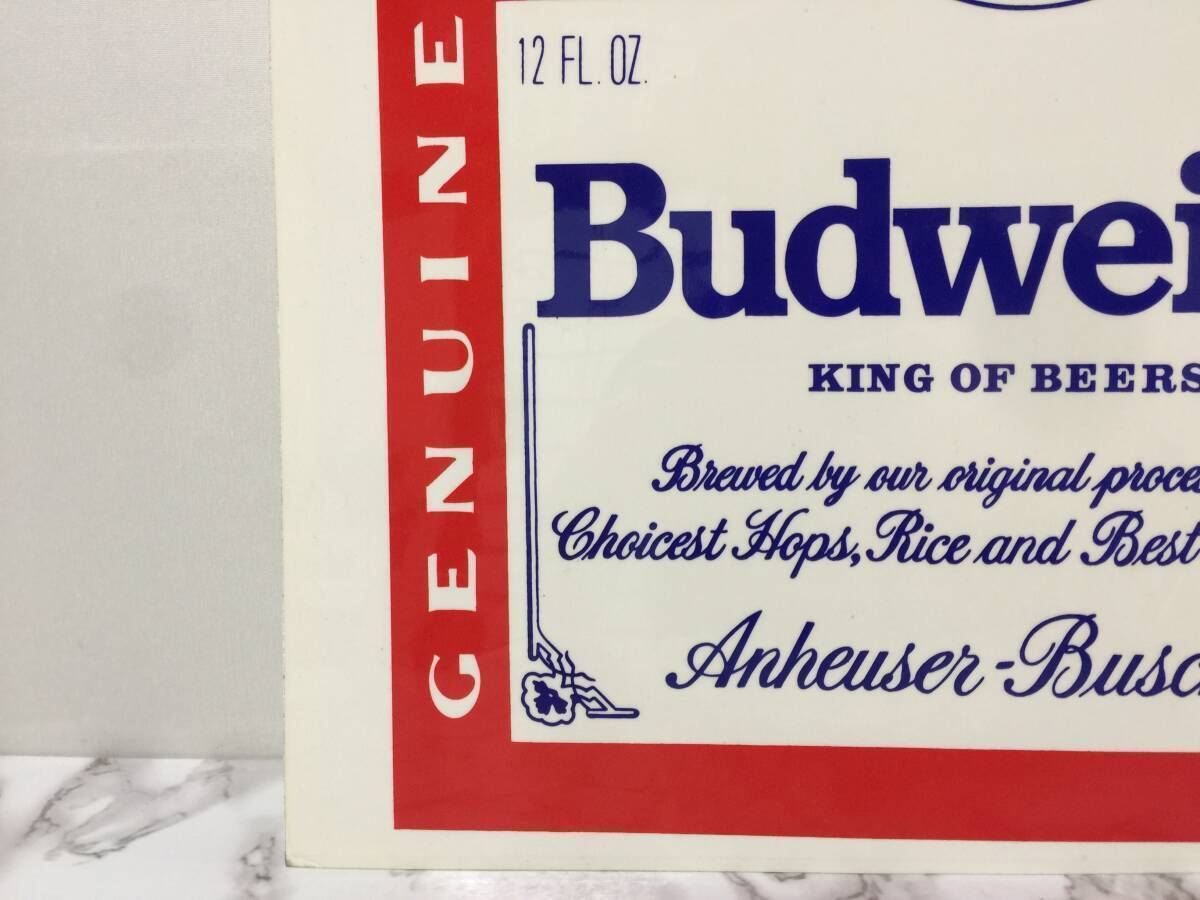 GENUINE
12 FL. OZ.
Budwei
KING OF BEERS
Brewed by our original proce
Choicest Hops, Rice and Best
Anheuser-Busc